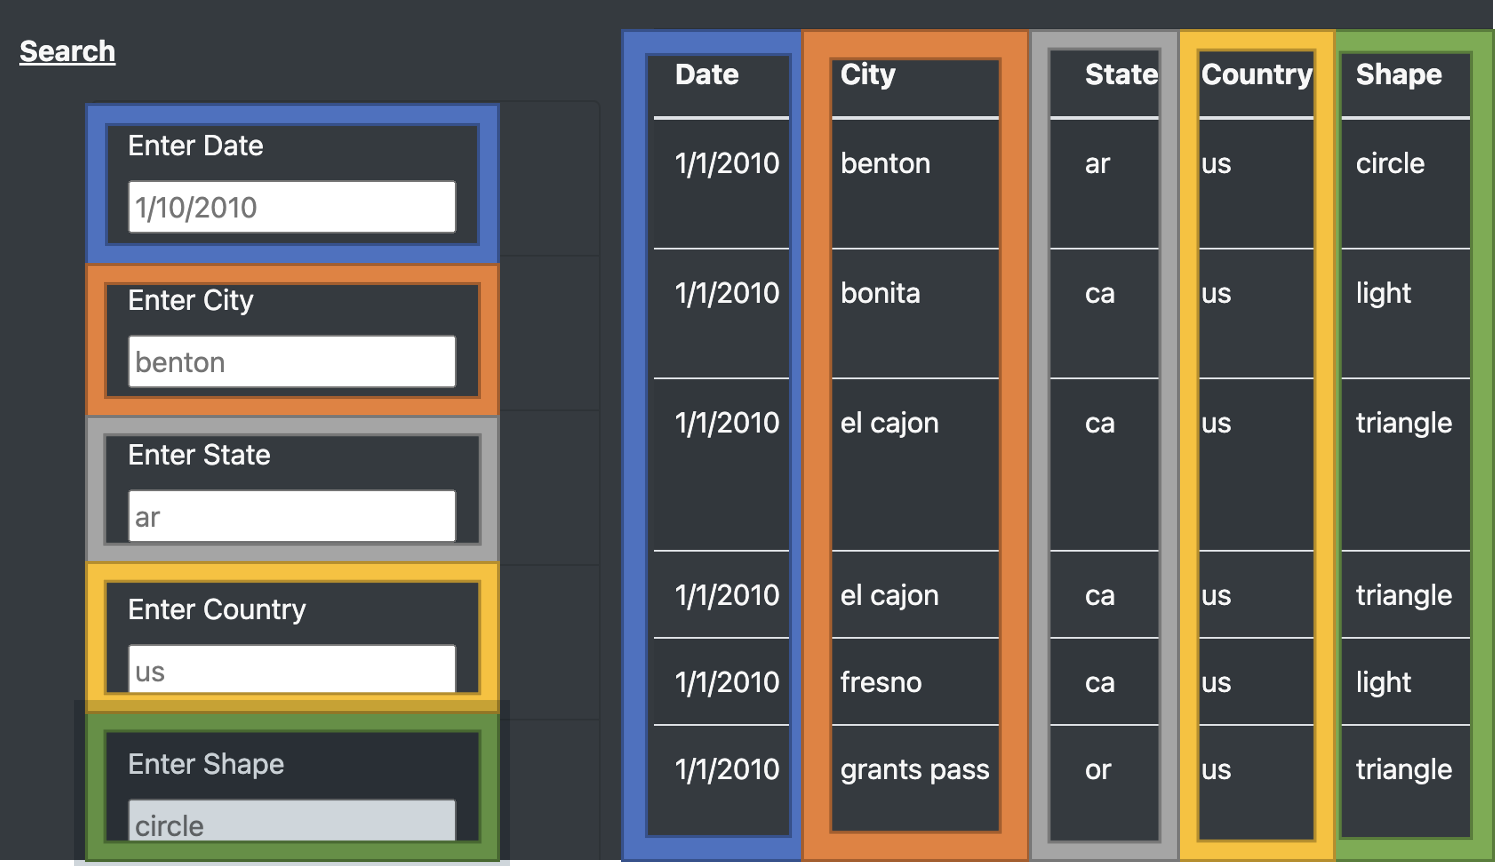 Search
Enter Date
1/10/2010
Enter City
benton
Enter State
ar
Enter Country
us
Enter Shape
circle
Date City State Country Shape
1/1/2010 benton ar us circle
1/1/2010 bonita ca us light
1/1/2010 el cajon ca us triangle
1/1/2010 el cajon ca us triangle
1/1/2010 fresno ca us light
1/1/2010 grants pass or us triangle